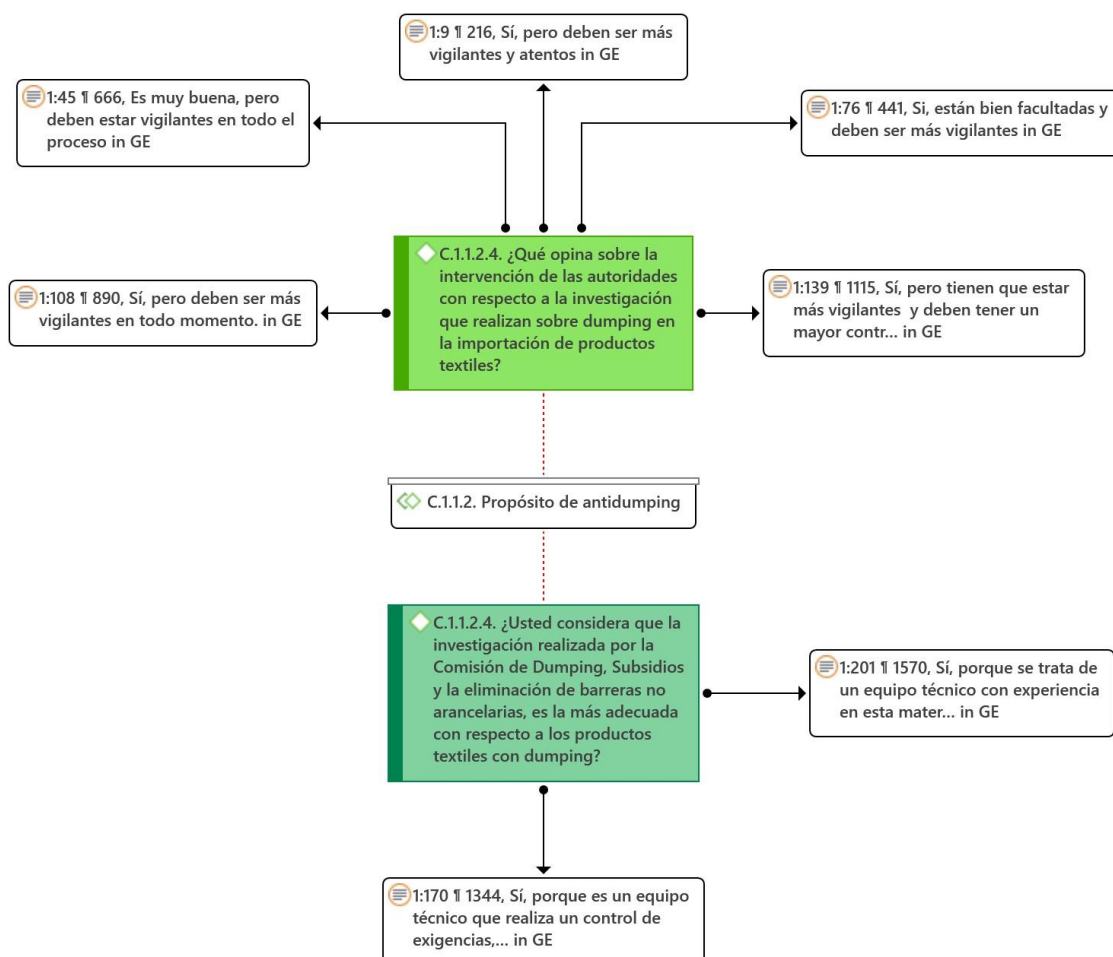 1:9 ¶ 216, Sí, pero deben ser más
vigilantes y atentos in GE
1:45 ¶ 666, Es muy buena, pero
deben estar vigilantes en todo el
proceso in GE
1:76 ¶ 441, Si, están bien facultadas y
deben ser más vigilantes in GE
C.1.1.2.4. ¿Qué opina sobre la
intervención de las autoridades
con respecto a la investigación
que realizan sobre dumping en
la importación de productos
textiles?
1:108 ¶ 890, Sí, pero deben ser más
vigilantes en todo momento. in GE
1:139 ¶ 1115, Sí, pero tienen que estar
más vigilantes  y deben tener un
mayor contr... in GE
C.1.1.2. Propósito de antidumping
C.1.1.2.4. ¿Usted considera que la
investigación realizada por la
Comisión de Dumping, Subsidios
y la eliminación de barreras no
arancelarias, es la más adecuada
con respecto a los productos
textiles con dumping?
1:201 ¶ 1570, Sí, porque se trata de
un equipo técnico con experiencia
en esta mater... in GE
1:170 ¶ 1344, Sí, porque es un equipo
técnico que realiza un control de
exigencias,... in GE